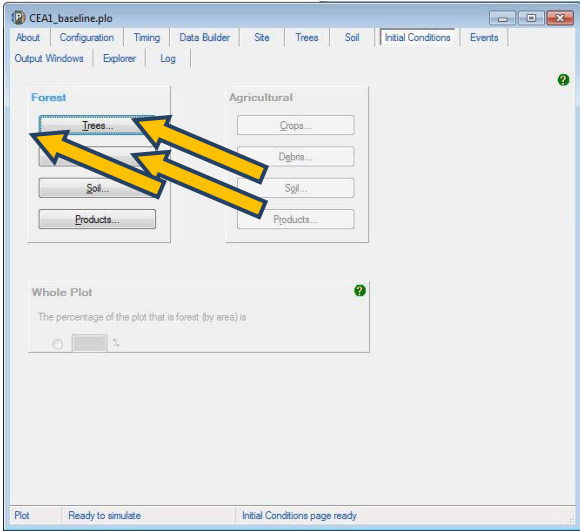 CEA1_baseline.plo
About Configuration Timing Data Builder Site Trees Soil Initial Conditions Events
Output Windows Explorer Log
Forest
Trees...
Soil...
Products...
Agricultural
Crops...
Debris...
Soil...
Products...
Whole Plot
The percentage of the plot that is forest (by area) is
%
Plot Ready to simulate Initial Conditions page ready